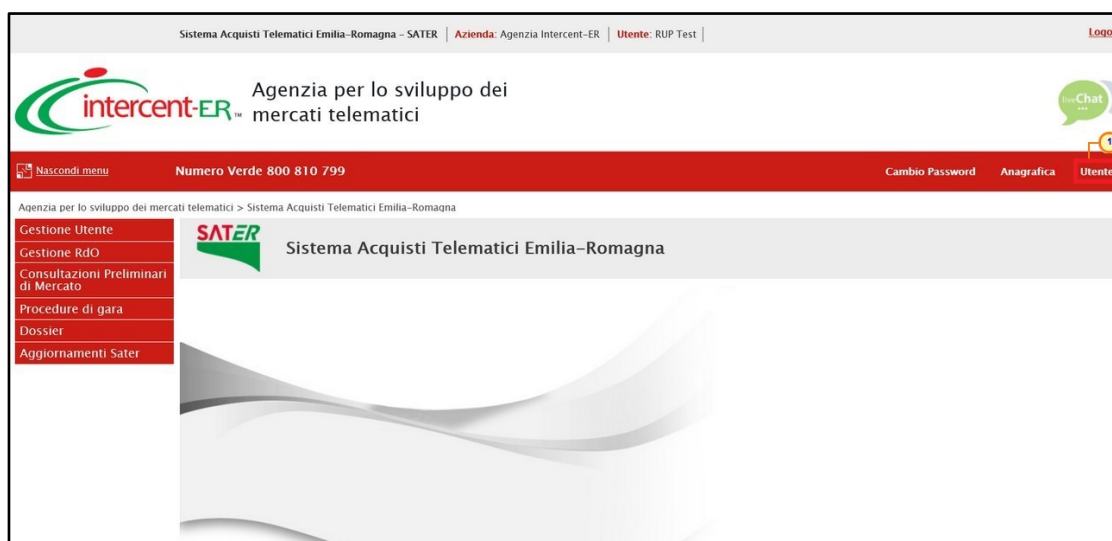 Sistema Acquisti Telematici Emilia-Romagna - SATER | Azienda: Agenzia Intercent-ER | Utente: RUP Test |
Logo
intercent-ER™
Agenzia per lo sviluppo dei
mercati telematici
liveChat
1
Nascondi menu
Numero Verde 800 810 799
Cambio Password
Anagrafica
Utente
Agenzia per lo sviluppo dei mercati telematici > Sistema Acquisti Telematici Emilia-Romagna
Gestione Utente
Gestione RdO
Consultazioni Preliminari
di Mercato
Procedure di gara
Dossier
Aggiornamenti Sater
SATER
Sistema Acquisti Telematici Emilia-Romagna